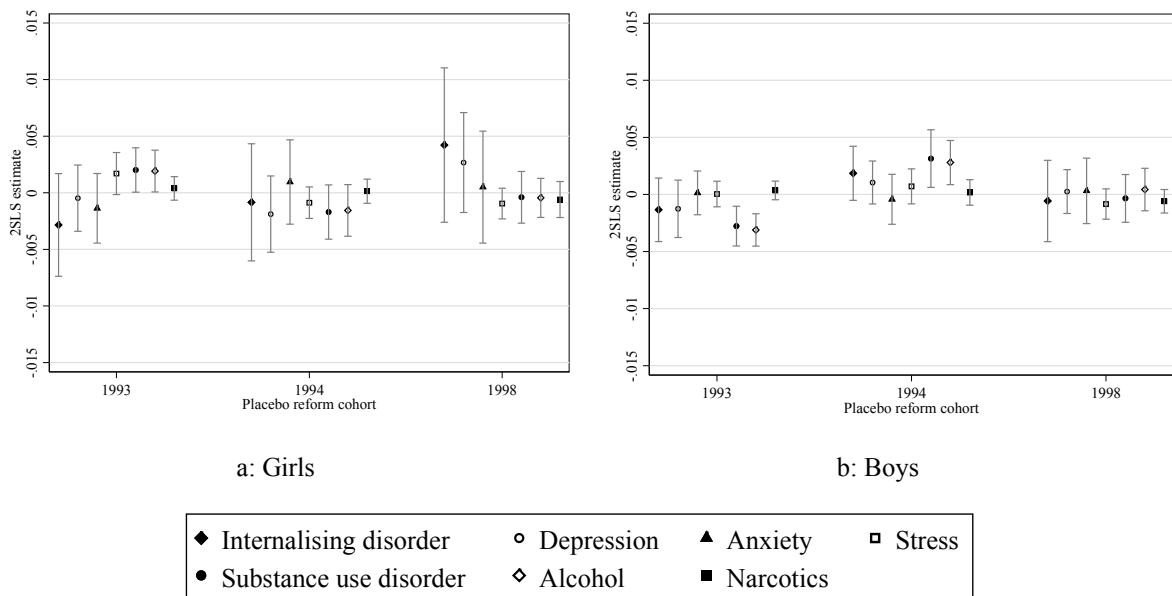 .015
.01
.005
0
-.005
-.01
-.015
2SLS estimate
1993 1994 1998
Placebo reform cohort
a: Girls
.015
.01
.005
0
-.005
-.01
-.015
2SLS estimate
1993 1994 1998
Placebo reform cohort
b: Boys
Internalising disorder Depression Anxiety Stress
Substance use disorder Alcohol Narcotics